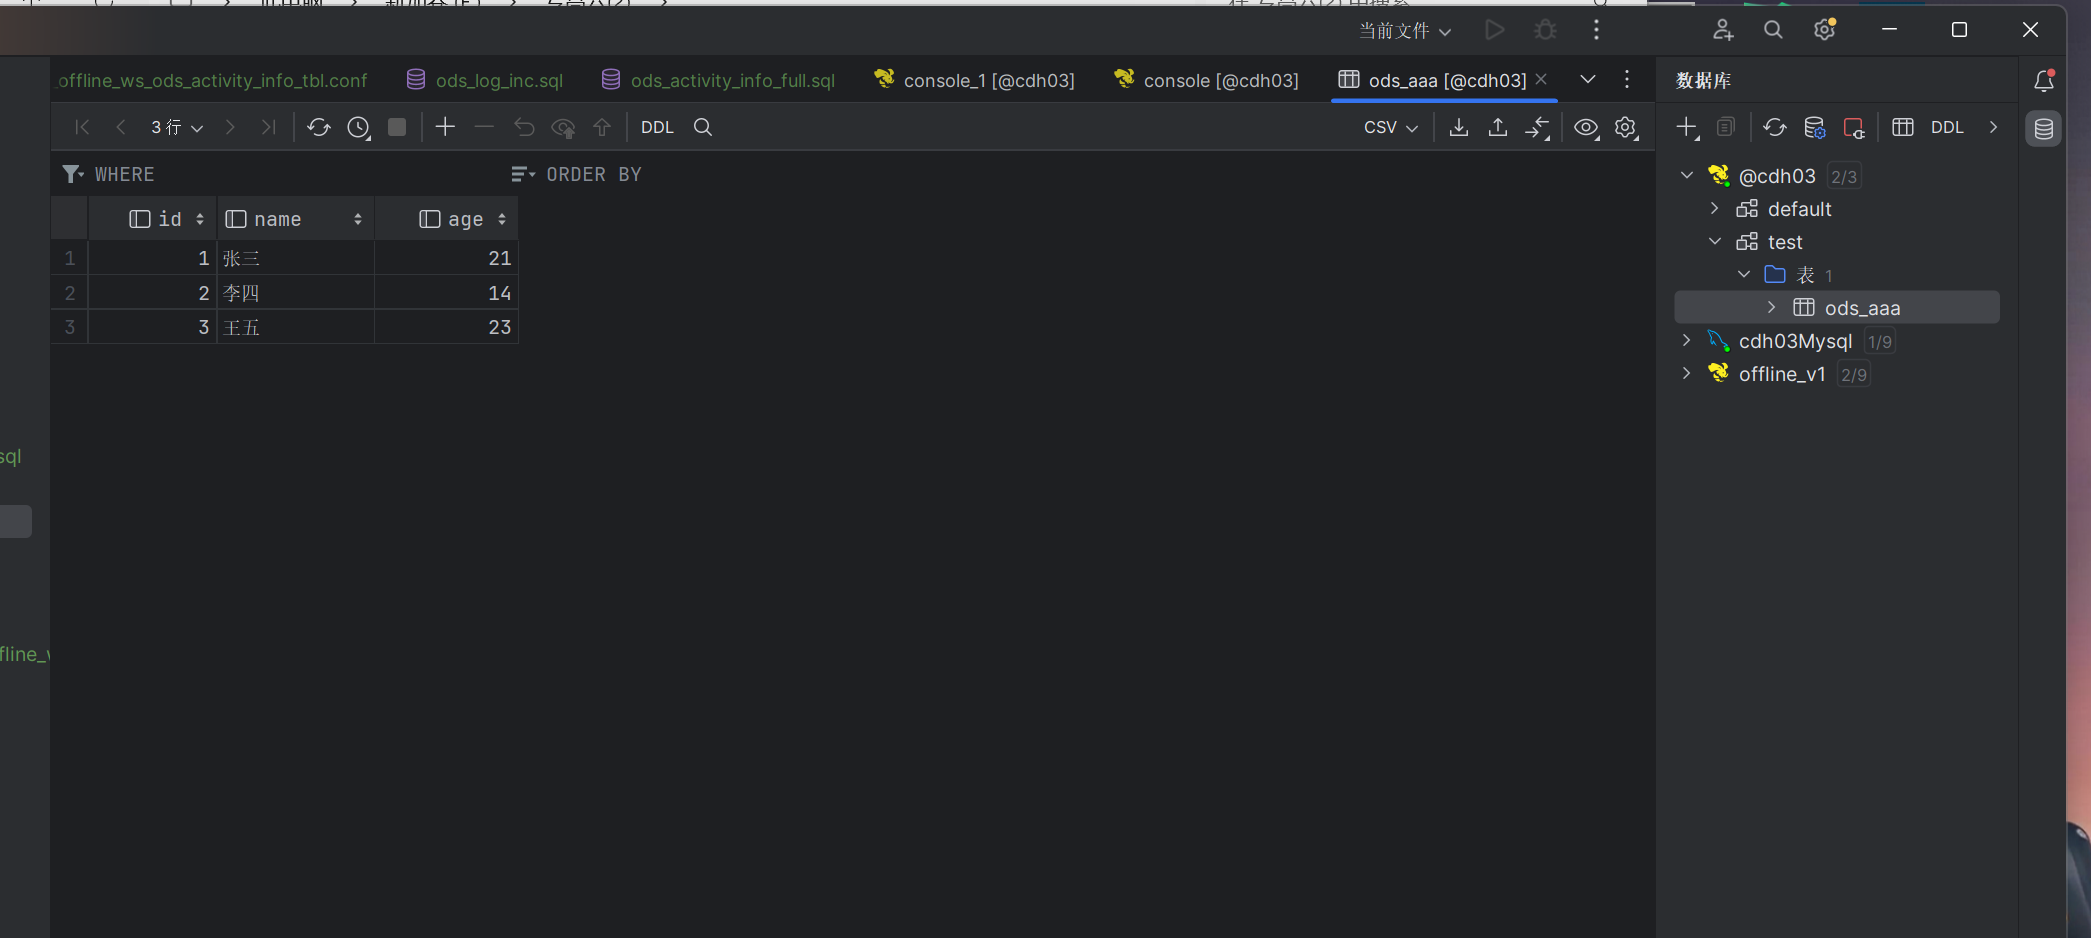 当前文件
offline_ws_ods_activity_info_tbl.conf
ods_log_inc.sql
ods_activity_info_full.sql
console_1 [@cdh03]
console [@cdh03]
ods_aaa [@cdh03]
数据库
3 行
DDL
CSV
DDL
WHERE
ORDER BY
id
name
age
1 1 张三 21
2 2 李四 14
3 3 王五 23
@cdh03 2/3
default
test
表 1
ods_aaa
cdh03Mysql 1/9
offline_v1 2/9
sql